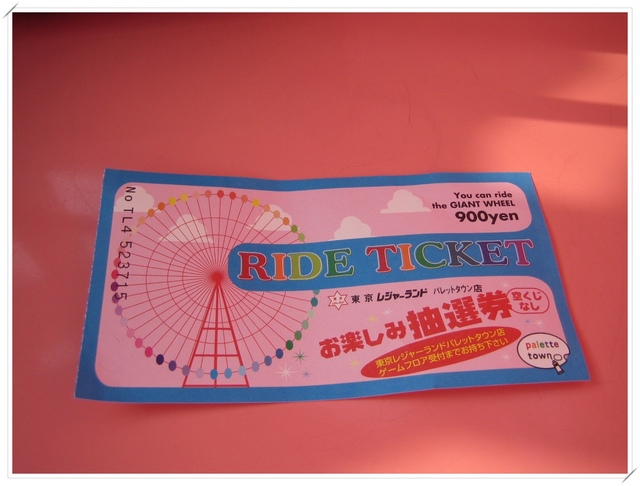 No TL4 523715
You can ride
the GIANT WHEEL
900yen
RIDE TICKET
東京レジャーランド パレットタウン店
お楽しみ抽選券
空くじ
なし
東京レジャーランドパレットタウン店
ゲームフロア受付までお持ち下さい
palette
town